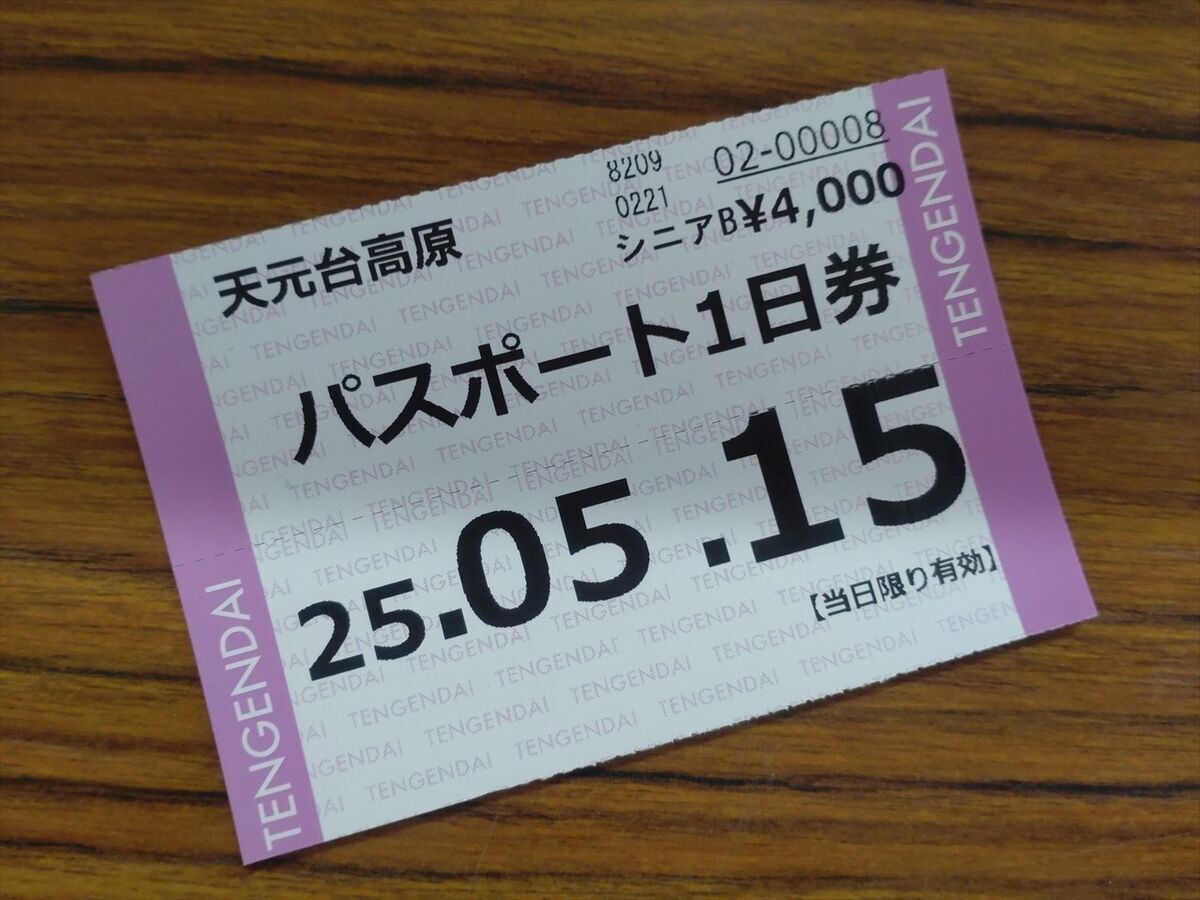 8209 02-00008
0221
天元台高原 シニアB¥4,000
パスポート1日券
25.05.15
【当日限り有効】
TENGENDAI
TENGENDAI